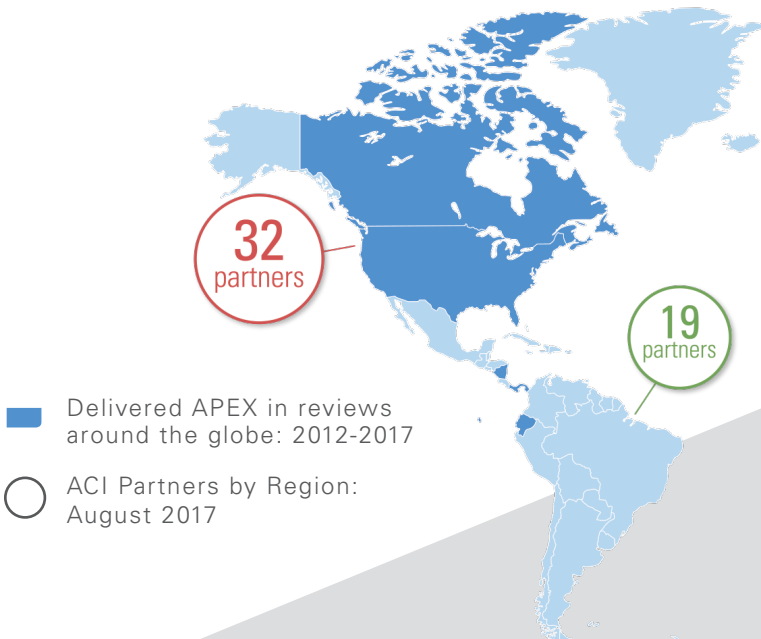 32
partners
19
partners
Delivered APEX in reviews
around the globe: 2012-2017
ACI Partners by Region:
August 2017